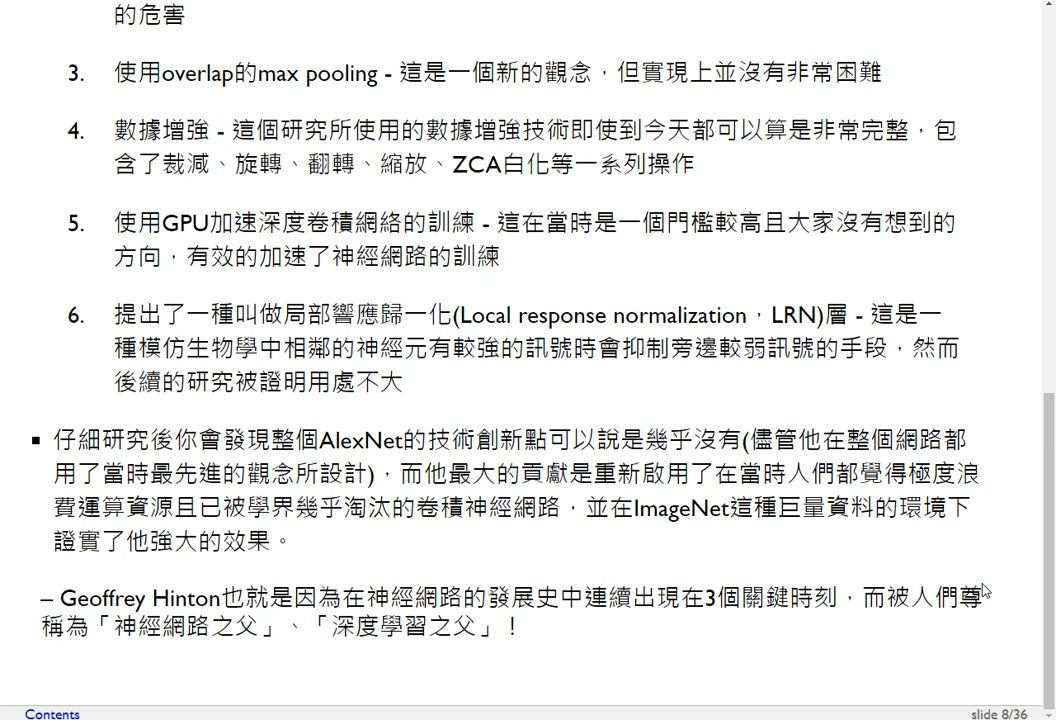 的危害
3. 使用overlap的max pooling - 這是一個新的觀念，但實現上並沒有非常困難
4. 數據增強 - 這個研究所使用的數據增強技術即使到今天都可以算是非常完整，包
含了裁減、旋轉、翻轉、縮放、ZCA白化等一系列操作
5. 使用GPU加速深度卷積網絡的訓練 - 這在當時是一個門檻較高且大家沒有想到的
方向，有效的加速了神經網路的訓練
6. 提出了一種叫做局部響應歸一化(Local response normalization，LRN)層 - 這是一
種模仿生物學中相鄰的神經元有較強的訊號時會抑制旁邊較弱訊號的手段，然而
後續的研究被證明用處不大
▪ 仔細研究後你會發現整個AlexNet的技術創新點可以說是幾乎沒有(儘管他在整個網路都
用了當時最先進的觀念所設計)，而他最大的貢獻是重新啟用了在當時人們都覺得極度浪
費運算資源且已被學界幾乎淘汰的卷積神經網路，並在ImageNet這種巨量資料的環境下
證實了他強大的效果。
– Geoffrey Hinton也就是因為在神經網路的發展史中連續出現在3個關鍵時刻，而被人們尊
稱為「神經網路之父」、「深度學習之父」！
Contents
slide 8/36